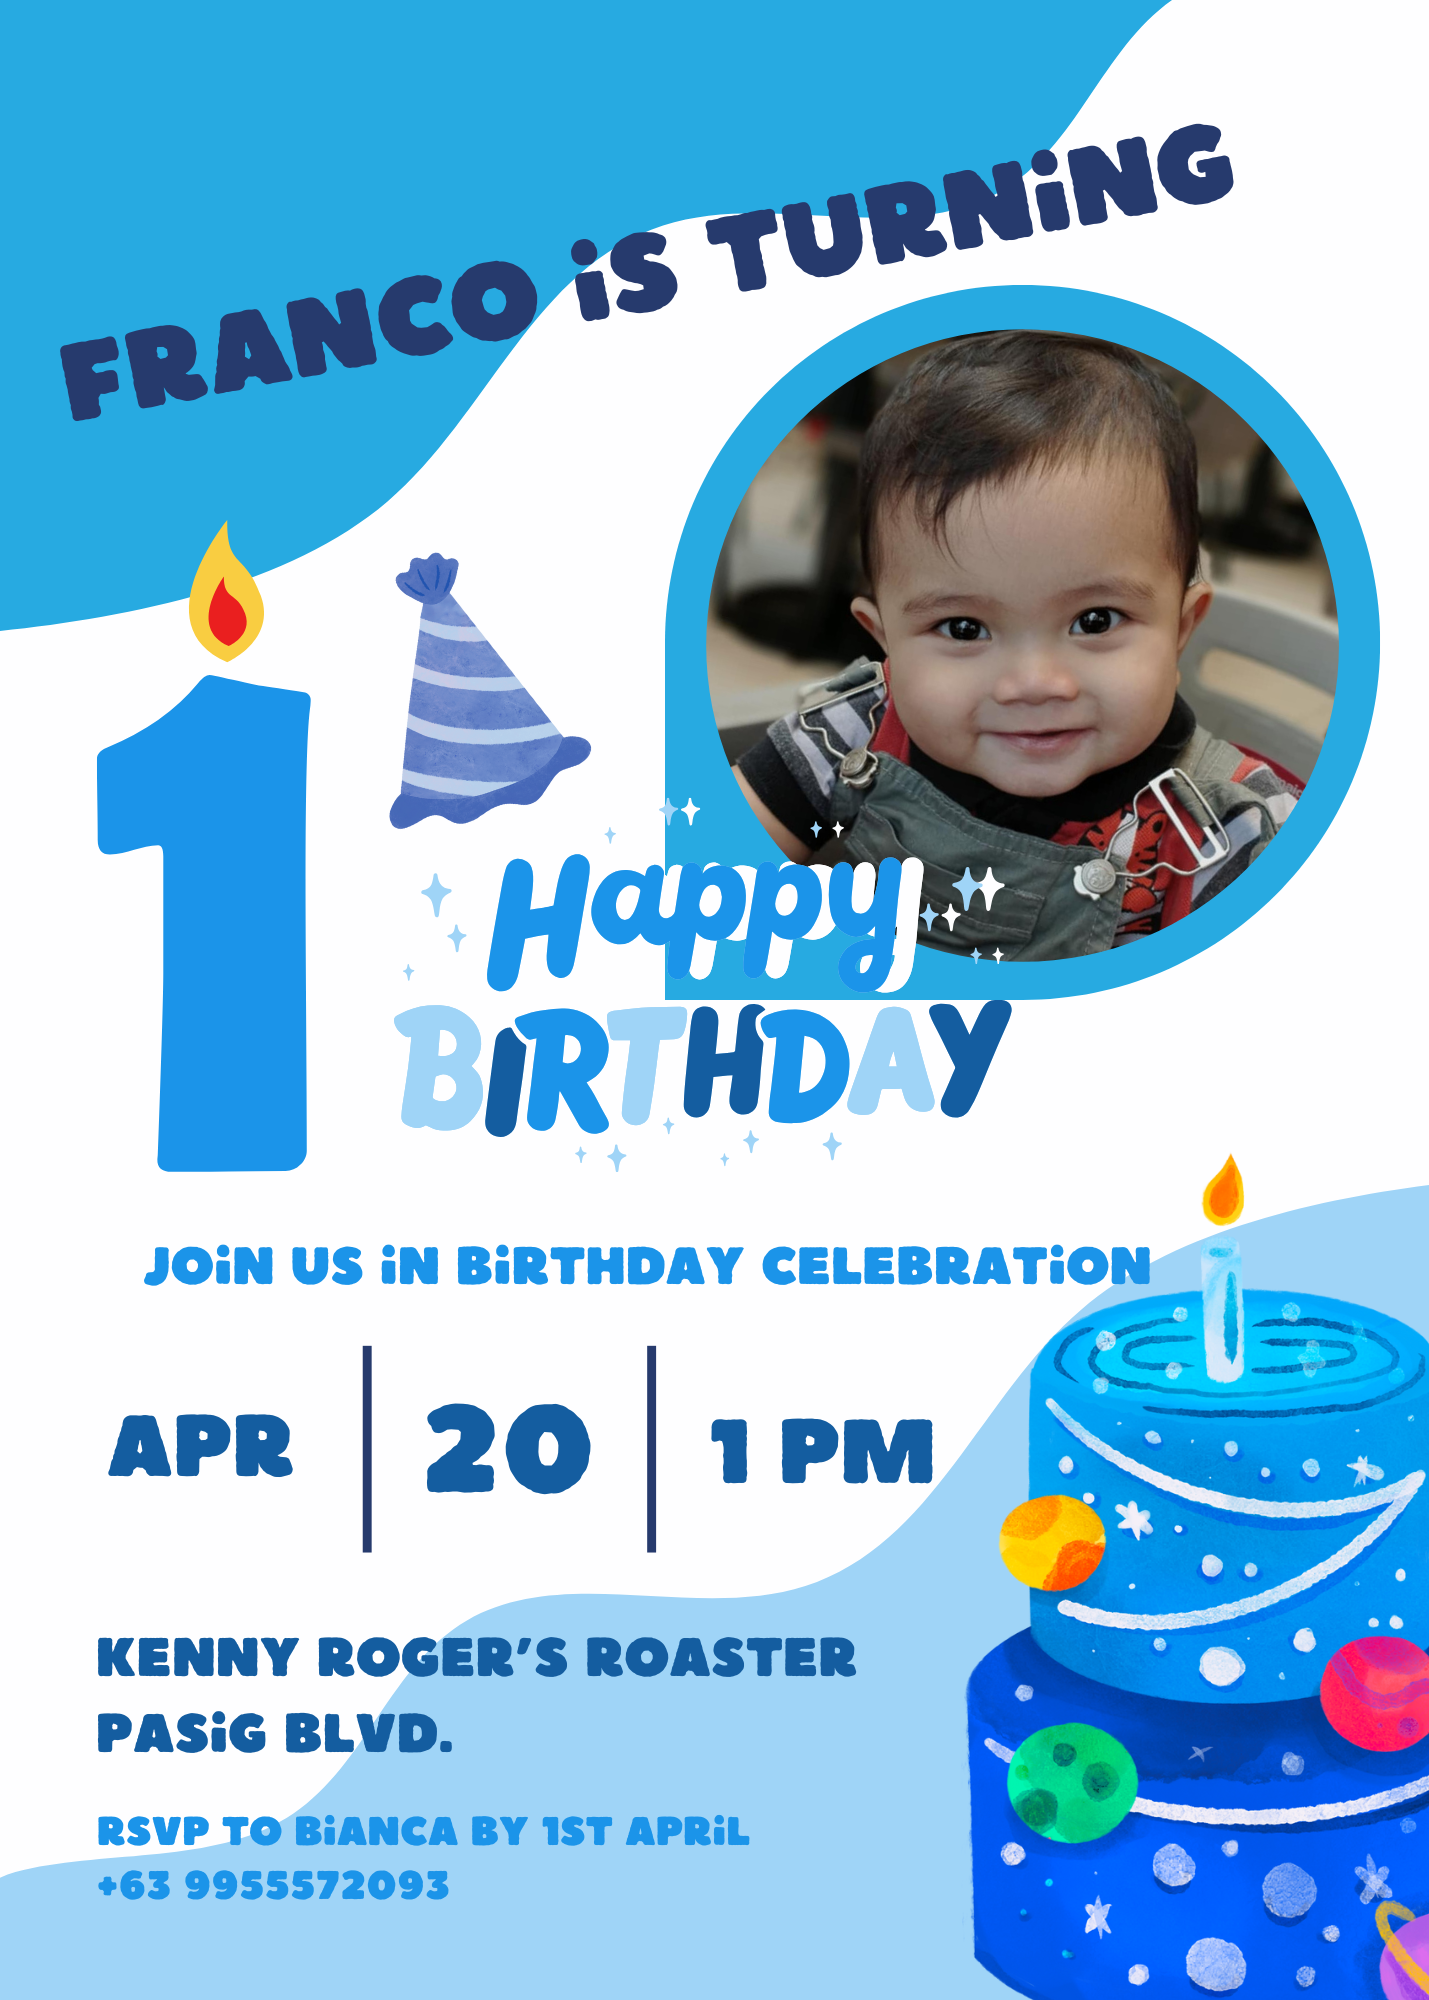 FRANCO iS TURNiNG
1
Happy
BIRTHDAY
JOiN US iN BiRTHDAY CELEBRATiON
APR 20 1 PM
KENNY ROGER'S ROASTER
PASiG BLVD.
RSVP TO BiANCA BY 1ST APRiL
+63 9955572093